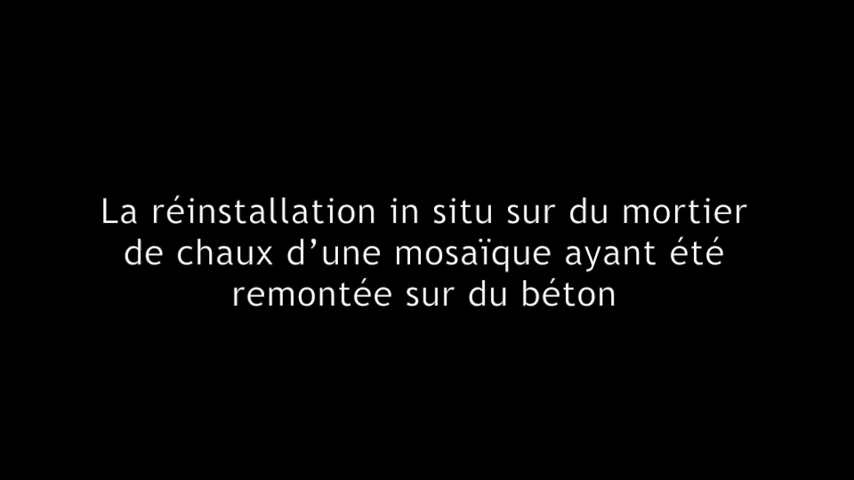 La réinstallation in situ sur du mortier
de chaux d’une mosaïque ayant été
remontée sur du béton